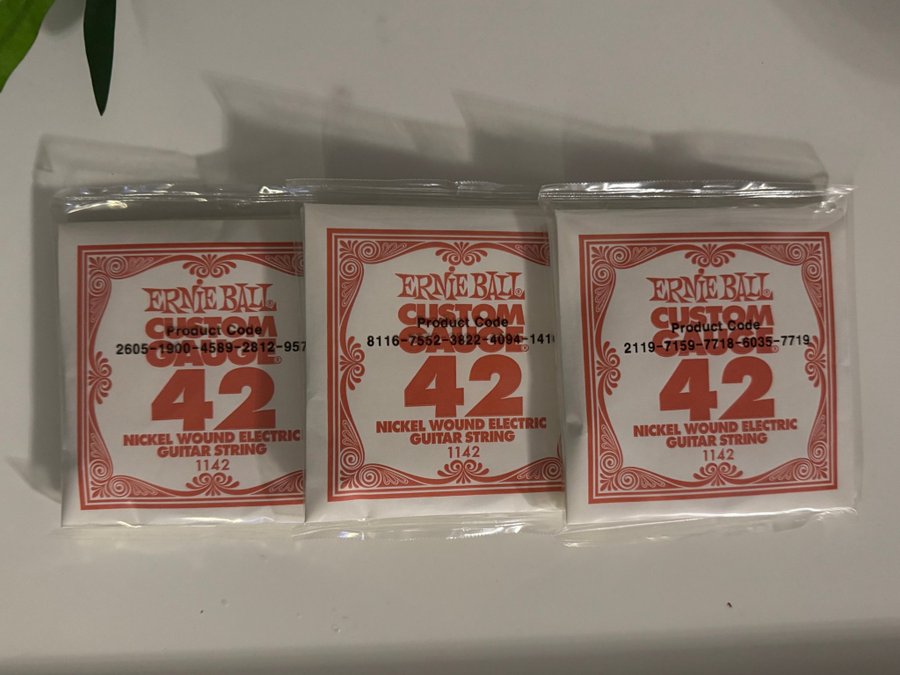 ERNIE BALL®
CUSTOM
Product Code
2605-1900-4589-2812-957
GAUGE®
42
NICKEL WOUND ELECTRIC
GUITAR STRING
1142
ERNIE BALL®
CUSTOM
Product Code
8116-7552-3822-4094-1410
GAUGE
42
NICKEL WOUND ELECTRIC
GUITAR STRING
1142
ERNIE BALL®
CUSTOM
Product Code
2119-7159-7718-6035-7719
GAUGE®
42
NICKEL WOUND ELECTRIC
GUITAR STRING
1142